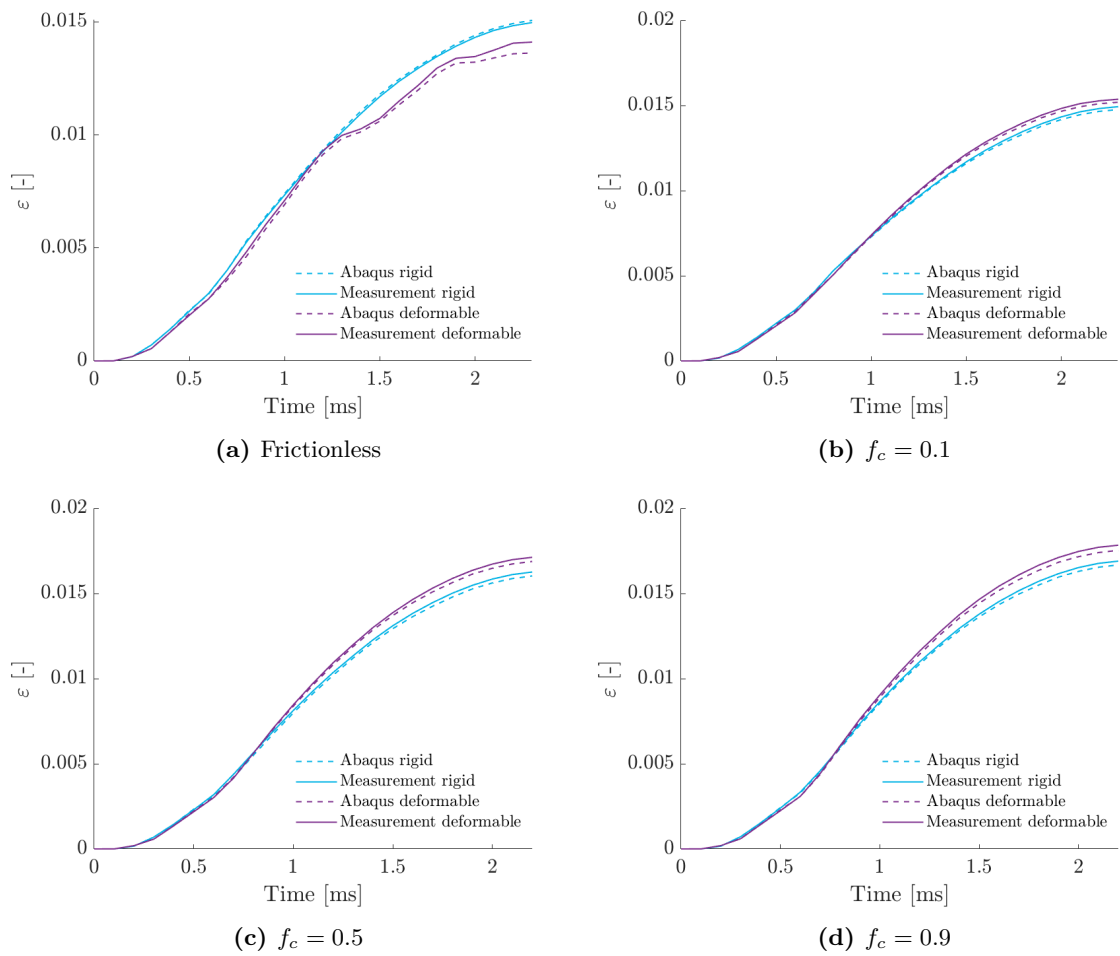 0.015
0.01
0.005
0
ε [-]
Abaqus rigid
Measurement rigid
Abaqus deformable
Measurement deformable
0 0.5 1 1.5 2
Time [ms]
(a) Frictionless
0.02
0.015
0.01
0.005
0
ε [-]
Abaqus rigid
Measurement rigid
Abaqus deformable
Measurement deformable
0 0.5 1 1.5 2
Time [ms]
(b) f_c = 0.1
0.02
0.015
0.01
0.005
0
ε [-]
Abaqus rigid
Measurement rigid
Abaqus deformable
Measurement deformable
0 0.5 1 1.5 2
Time [ms]
(c) f_c = 0.5
0.02
0.015
0.01
0.005
0
ε [-]
Abaqus rigid
Measurement rigid
Abaqus deformable
Measurement deformable
0 0.5 1 1.5 2
Time [ms]
(d) f_c = 0.9